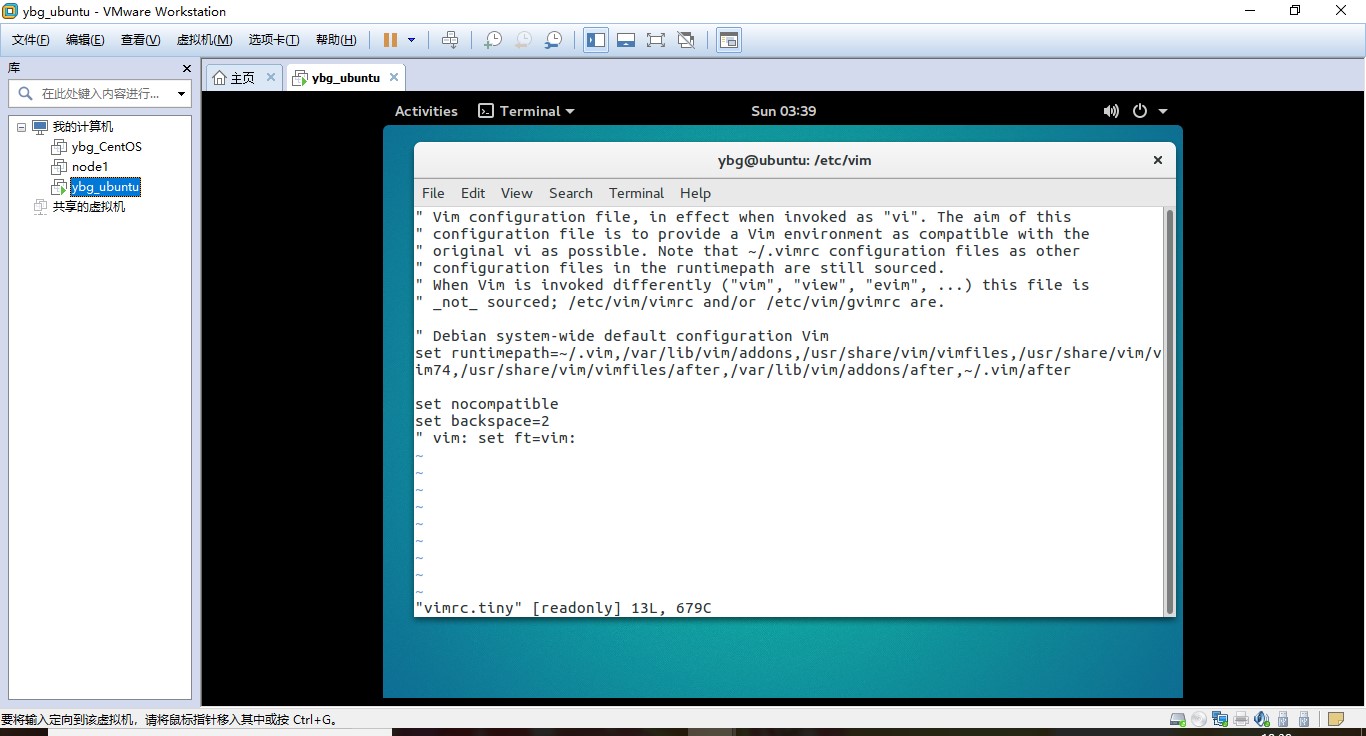 ybg_ubuntu - VMware Workstation
文件(F) 编辑(E) 查看(V) 虚拟机(M) 选项卡(T) 帮助(H)
库
在此处键入内容进行...
我的计算机
ybg_CentOS
node1
ybg_ubuntu
共享的虚拟机
主页 ybg_ubuntu
Activities Terminal Sun 03:39
ybg@ubuntu: /etc/vim
File Edit View Search Terminal Help
" Vim configuration file, in effect when invoked as "vi". The aim of this
" configuration file is to provide a Vim environment as compatible with the
" original vi as possible. Note that ~/.vimrc configuration files as other
" configuration files in the runtimepath are still sourced.
" When Vim is invoked differently ("vim", "view", "evim", ...) this file is
" _not_ sourced; /etc/vim/vimrc and/or /etc/vim/gvimrc are.
" Debian system-wide default configuration Vim
set runtimepath=~/.vim,/var/lib/vim/addons,/usr/share/vim/vimfiles,/usr/share/vim/v
im74,/usr/share/vim/vimfiles/after,/var/lib/vim/addons/after,~/.vim/after
set nocompatible
set backspace=2
" vim: set ft=vim:
~
~
~
~
~
~
~
~
~
"vimrc.tiny" [readonly] 13L, 679C
要将输入定向到该虚拟机，请将鼠标指针移入其中或按 Ctrl+G。